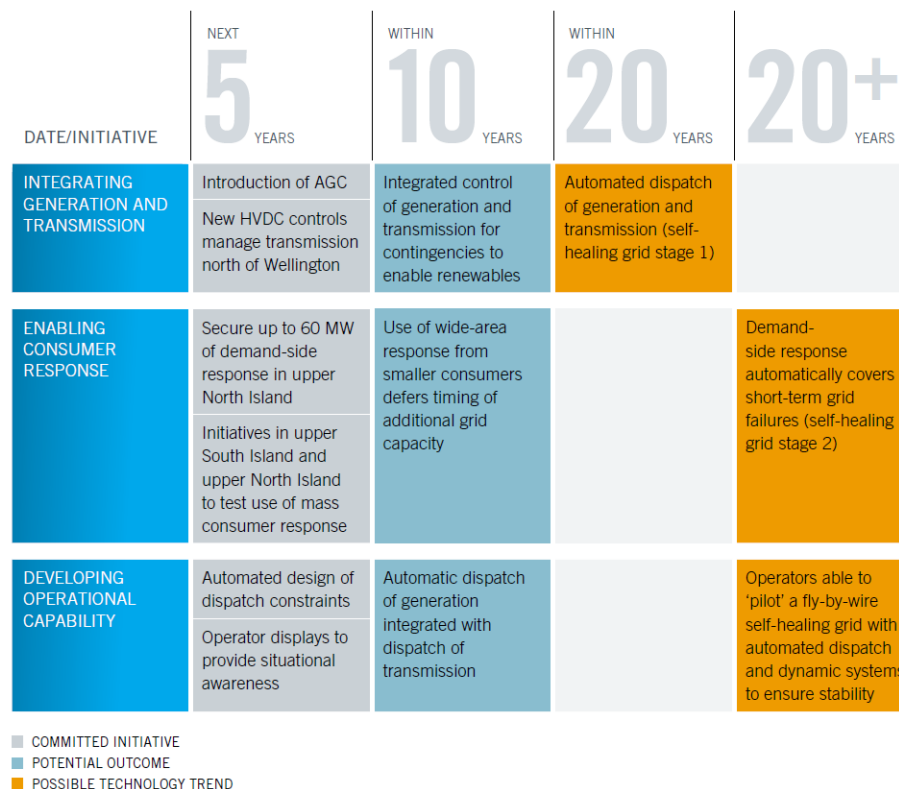 NEXT
5
YEARS
WITHIN
10
YEARS
WITHIN
20
YEARS
20+
YEARS
DATE/INITIATIVE
INTEGRATING
GENERATION AND
TRANSMISSION
Introduction of AGC
New HVDC controls
manage transmission
north of Wellington
Integrated control
of generation and
transmission for
contingencies to
enable renewables
Automated dispatch
of generation and
transmission (self-
healing grid stage 1)
ENABLING
CONSUMER
RESPONSE
Secure up to 60 MW
of demand-side
response in upper
North Island
Initiatives in upper
South Island and
upper North Island
to test use of mass
consumer response
Use of wide-area
response from
smaller consumers
defers timing of
additional grid
capacity
Demand-
side response
automatically covers
short-term grid
failures (self-healing
grid stage 2)
DEVELOPING
OPERATIONAL
CAPABILITY
Automated design of
dispatch constraints
Operator displays to
provide situational
awareness
Automatic dispatch
of generation
integrated with
dispatch of
transmission
Operators able to
‘pilot’ a fly-by-wire
self-healing grid with
automated dispatch
and dynamic systems
to ensure stability
COMMITTED INITIATIVE
POTENTIAL OUTCOME
POSSIBLE TECHNOLOGY TREND